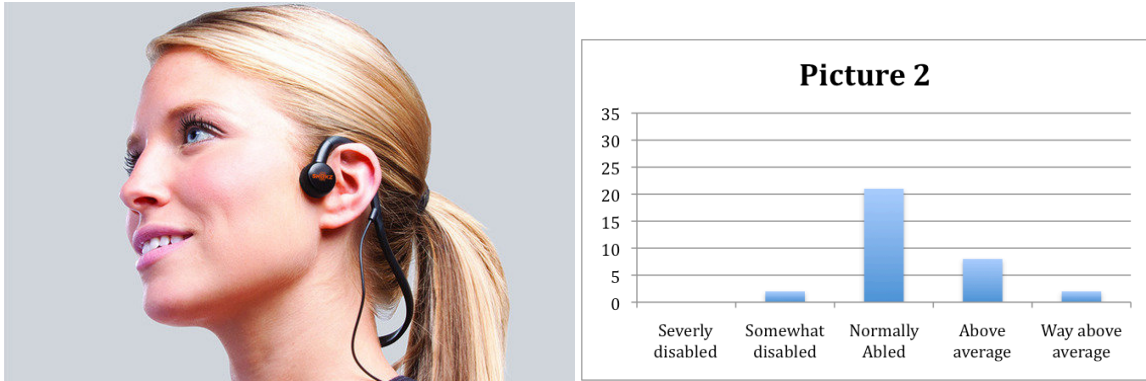 Picture 2
35
30
25
20
15
10
5
0
Severly disabled
Somewhat disabled
Normally Abled
Above average
Way above average